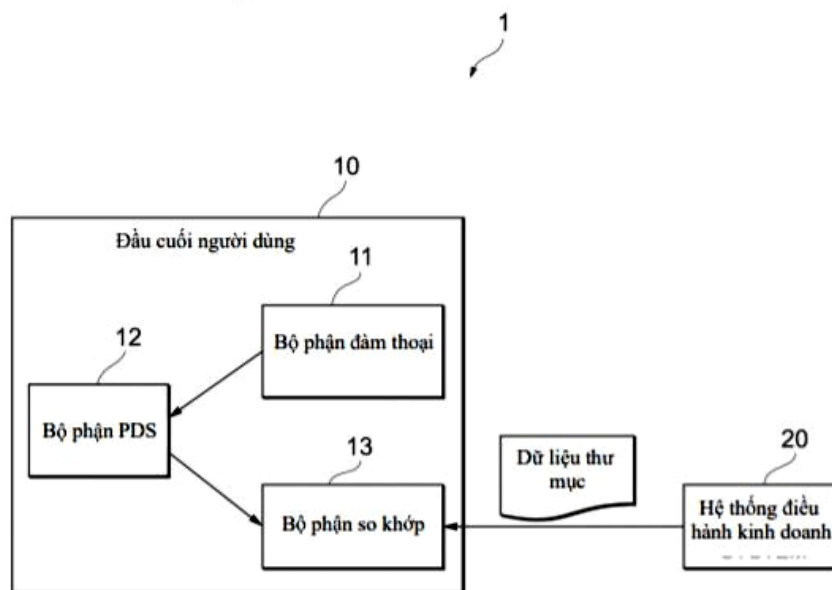 1
10
Đầu cuối người dùng
11
Bộ phận đàm thoại
12
Bộ phận PDS
13
Bộ phận so khớp
Dữ liệu thư
mục
20
Hệ thống điều
hành kinh doanh